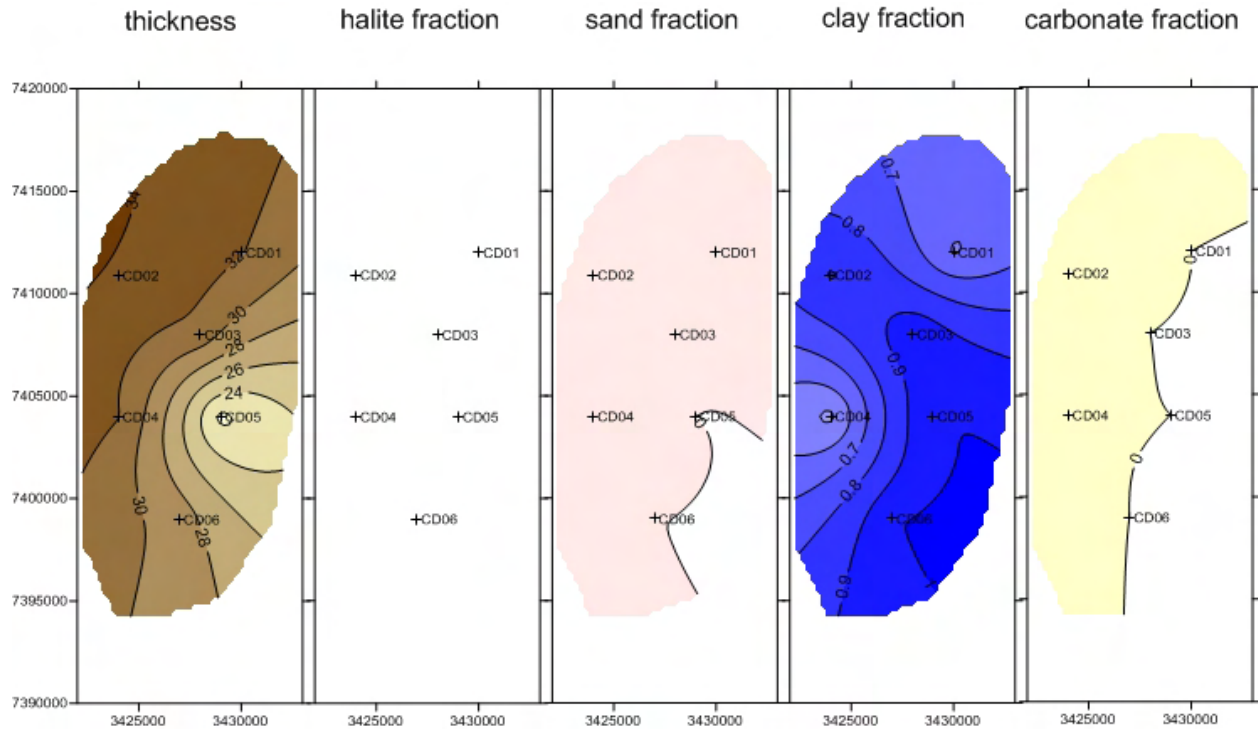 thickness halite fraction sand fraction clay fraction carbonate fraction
7420000
7415000
7410000
7405000
7400000
7395000
7390000
34
32
30
28
26
24
30
28
CD01
CD02
CD03
CD04
CD05
CD06
3425000 3430000
CD01
CD02
CD03
CD04 CD05
CD06
3425000 3430000
CD01
CD02
CD03
CD04 CD05
0
CD06
3425000 3430000
0.7
0.8
0
CD01
CD02
CD03
0.9
CD04 CD05
0.7
0.8
CD06
0.9
3425000 3430000
CD01
0
CD02
CD03
CD04 CD05
0
CD06
3425000 3430000